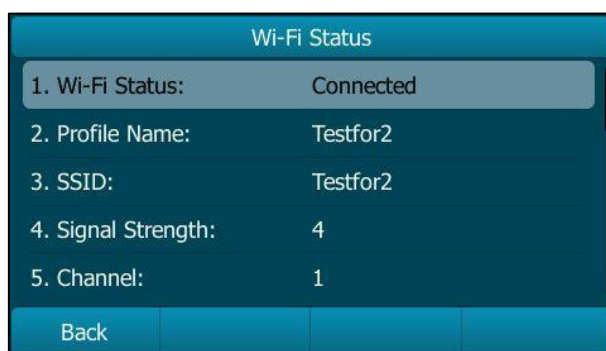 Wi-Fi Status
1. Wi-Fi Status: Connected
2. Profile Name: Testfor2
3. SSID: Testfor2
4. Signal Strength: 4
5. Channel: 1
Back